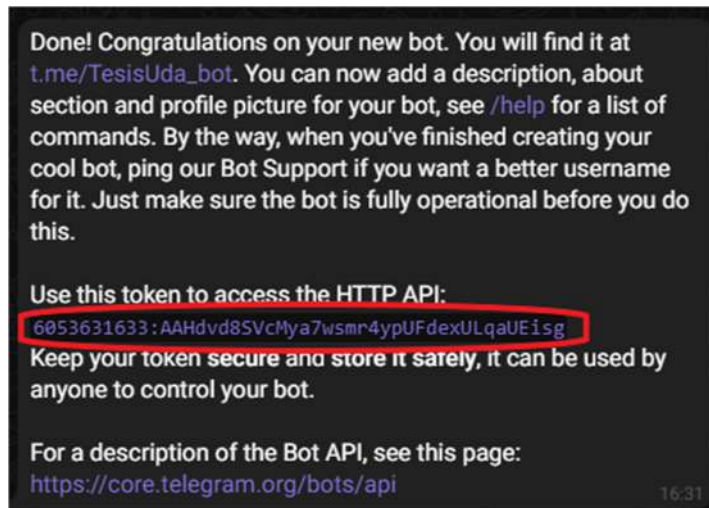 Done! Congratulations on your new bot. You will find it at
t.me/TesisUda_bot. You can now add a description, about
section and profile picture for your bot, see /help for a list of
commands. By the way, when you've finished creating your
cool bot, ping our Bot Support if you want a better username
for it. Just make sure the bot is fully operational before you do
this.
Use this token to access the HTTP API:
6053631633:AAHdvd8SVcMya7wsmr4ypUFdexULqaUEisg
Keep your token secure and store it safely, it can be used by
anyone to control your bot.
For a description of the Bot API, see this page:
https://core.telegram.org/bots/api
16:31